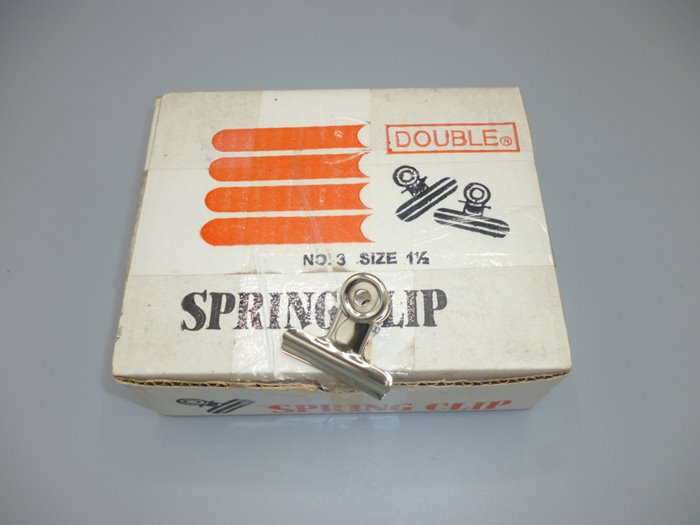 DOUBLE®
NO. 3 SIZE 1½
SPRING CLIP
SPRING CLIP